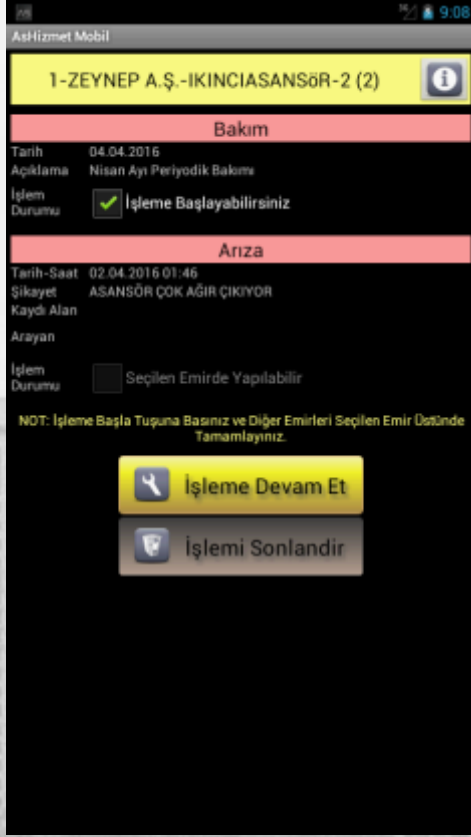 9:08
AsHizmet Mobil
1-ZEYNEP A.Ş.-IKINCIASANSöR-2 (2)
Bakım
Tarih 04.04.2016
Açıklama Nisan Ayı Periyodik Bakımı
İşlem Durumu İşleme Başlayabilirsiniz
Arıza
Tarih-Saat 02.04.2016 01:46
Şikayet ASANSÖR ÇOK AĞIR ÇIKIYOR
Kaydı Alan
Arayan
İşlem Durumu Seçilen Emirde Yapılabilir
NOT: İşleme Başla Tuşuna Basınız ve Diğer Emirleri Seçilen Emir Üstünde
Tamamlayınız.
İşleme Devam Et
İşlemi Sonlandir